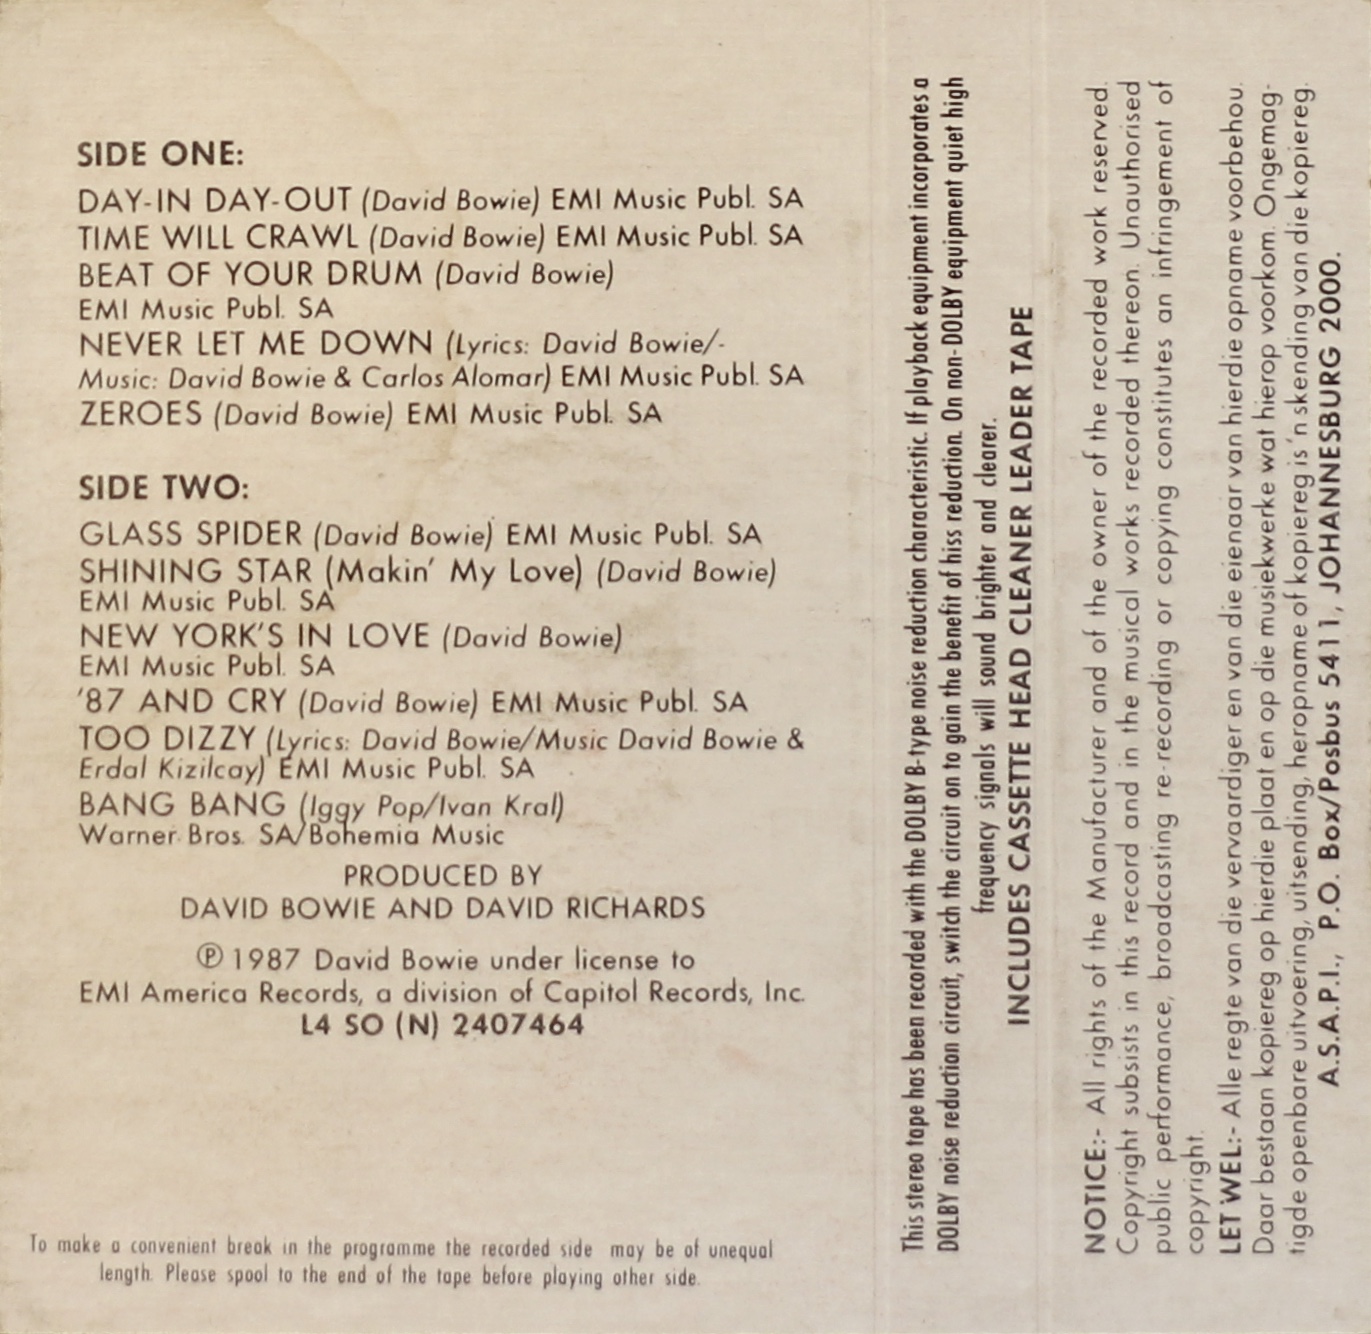 SIDE ONE:
DAY-IN DAY-OUT (David Bowie) EMI Music Publ. SA
TIME WILL CRAWL (David Bowie) EMI Music Publ. SA
BEAT OF YOUR DRUM (David Bowie)
EMI Music Publ. SA
NEVER LET ME DOWN (Lyrics: David Bowie/-
Music: David Bowie & Carlos Alomar) EMI Music Publ. SA
ZEROES (David Bowie) EMI Music Publ. SA
SIDE TWO:
GLASS SPIDER (David Bowie) EMI Music Publ. SA
SHINING STAR (Makin' My Love) (David Bowie)
EMI Music Publ. SA
NEW YORK'S IN LOVE (David Bowie)
EMI Music Publ. SA
'87 AND CRY (David Bowie) EMI Music Publ. SA
TOO DIZZY (Lyrics: David Bowie/Music David Bowie &
Erdal Kizilcay) EMI Music Publ. SA
BANG BANG (Iggy Pop/Ivan Kral)
Warner Bros. SA/Bohemia Music
PRODUCED BY
DAVID BOWIE AND DAVID RICHARDS
Ⓟ 1987 David Bowie under license to
EMI America Records, a division of Capitol Records, Inc.
L4 SO (N) 2407464
To make a convenient break in the programme the recorded side may be of unequal
length. Please spool to the end of the tape before playing other side.
This stereo tape has been recorded with the DOLBY B-type noise reduction characteristic. If playback equipment incorporates a
DOLBY noise reduction circuit, switch the circuit on to gain the benefit of hiss reduction. On non-DOLBY equipment quiet high
frequency signals will sound brighter and clearer.
INCLUDES CASSETTE HEAD CLEANER LEADER TAPE
NOTICE:- All rights of the Manufacturer and of the owner of the recorded work reserved.
Copyright subsists in this record and in the musical works recorded thereon. Unauthorised
public performance, broadcasting re-recording or copying constitutes an infringement of
copyright.
LET WEL:- Alle regte van die vervaardiger en van die eienaar van hierdie opname voorbehou.
Daar bestaan kopiereg op hierdie plaat en op die musiekwerke wat hierop voorkom. Ongemag-
tigde openbare uitvoering, uitsending, heropname of kopiereg is 'n skending van die kopiereg.
A.S.A.P.I., P.O. Box/Posbus 5411, JOHANNESBURG 2000.